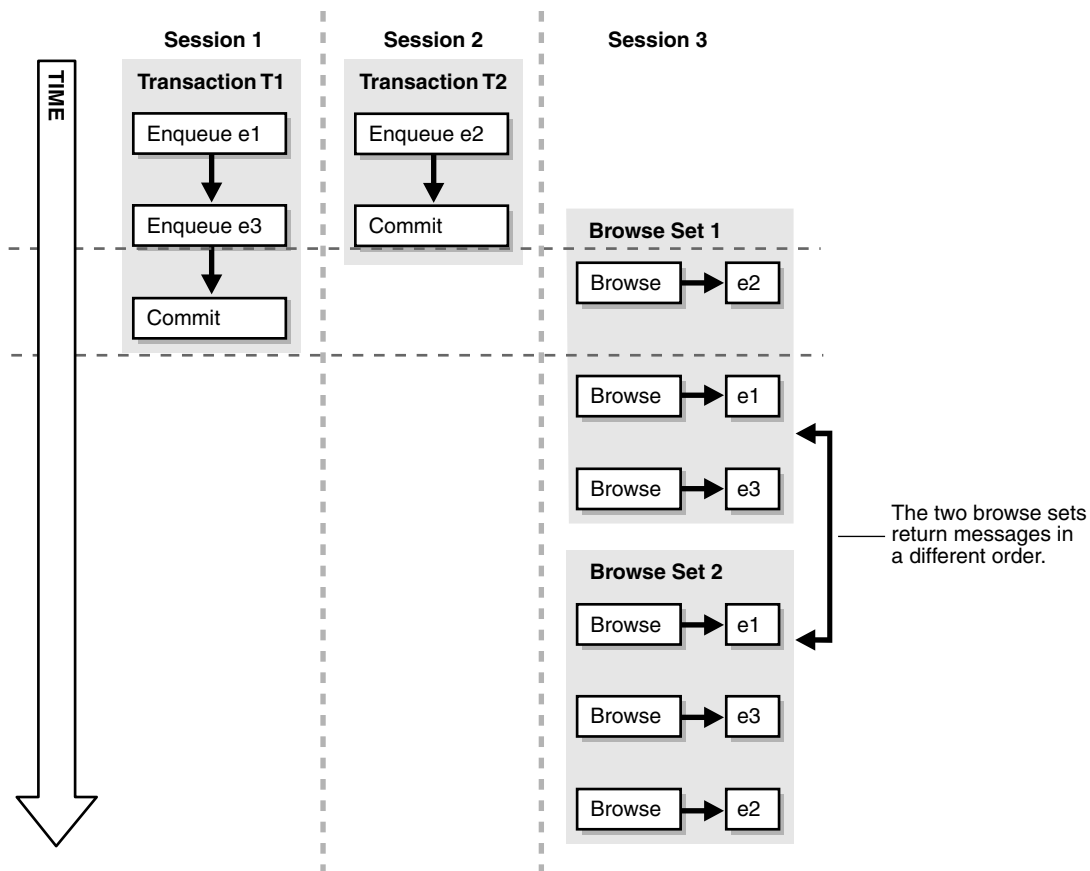 Session 1
Session 2
Session 3
TIME
Transaction T1
Enqueue e1
Enqueue e3
Commit
Transaction T2
Enqueue e2
Commit
Browse Set 1
Browse e2
Browse e1
Browse e3
The two browse sets
return messages in
a different order.
Browse Set 2
Browse e1
Browse e3
Browse e2